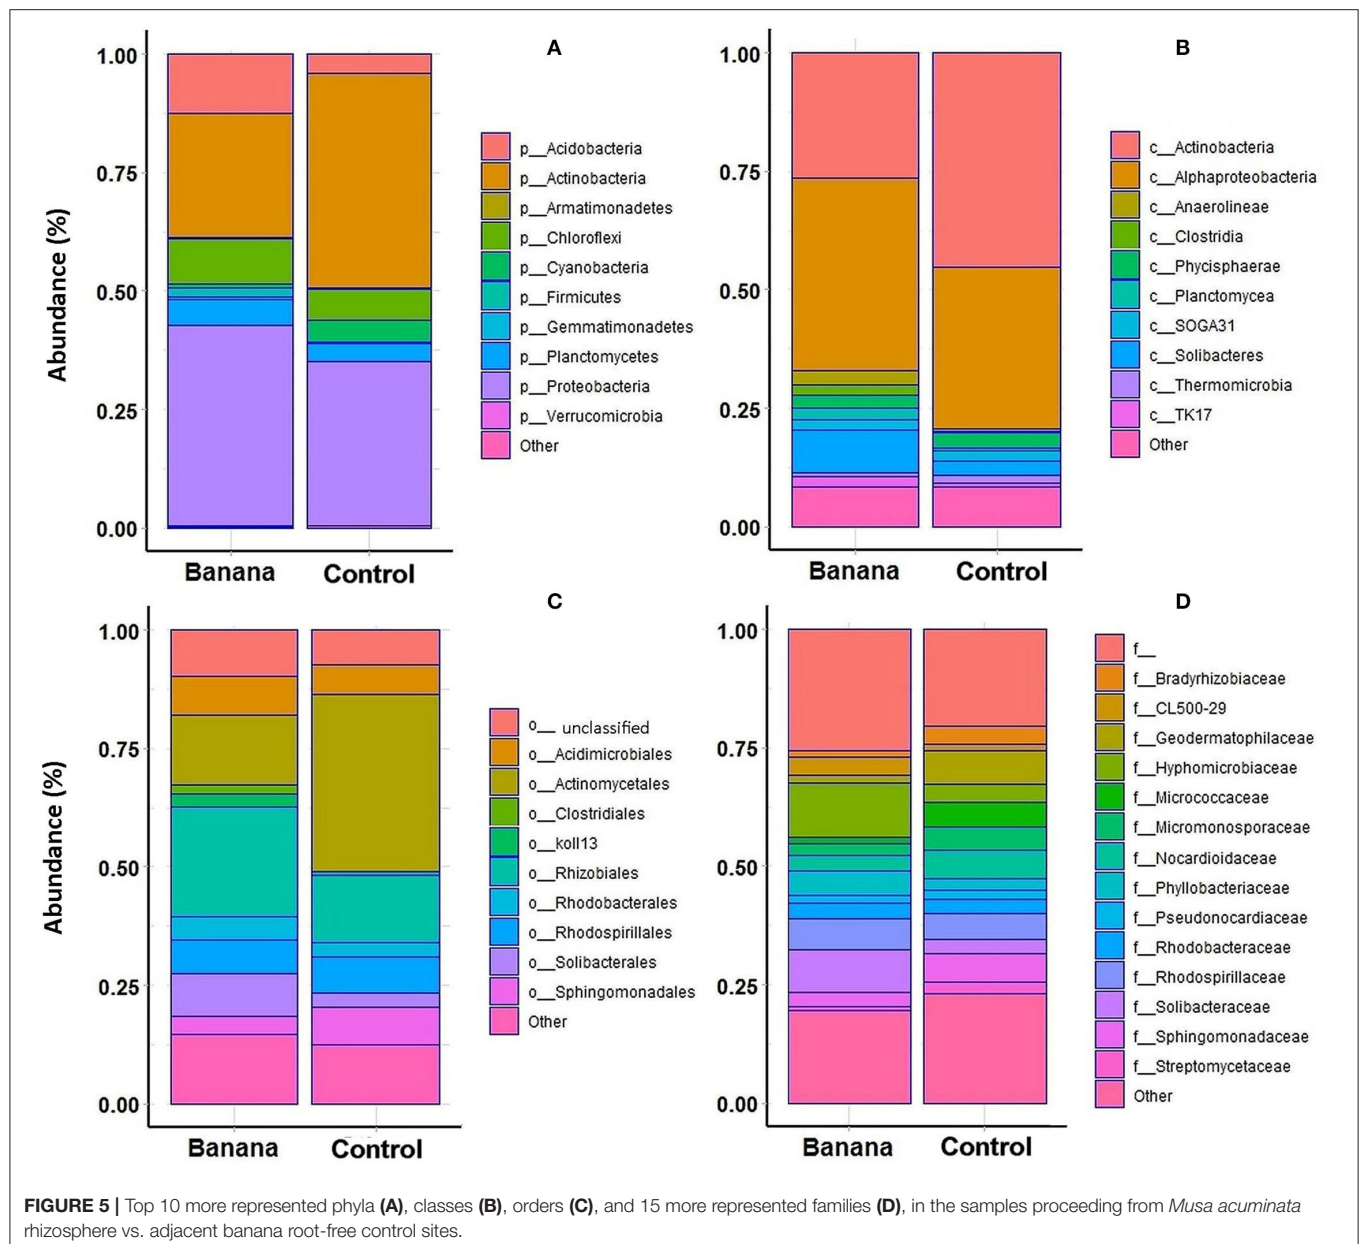 A
Abundance (%)
1.00
0.75
0.50
0.25
0.00
Banana Control
p__Acidobacteria
p__Actinobacteria
p__Armatimonadetes
p__Chloroflexi
p__Cyanobacteria
p__Firmicutes
p__Gemmatimonadetes
p__Planctomycetes
p__Proteobacteria
p__Verrucomicrobia
Other
B
1.00
0.75
0.50
0.25
0.00
Banana Control
c__Actinobacteria
c__Alphaproteobacteria
c__Anaerolineae
c__Clostridia
c__Phycisphaerae
c__Planctomycea
c__SOGA31
c__Solibacteres
c__Thermomicrobia
c__TK17
Other
C
Abundance (%)
1.00
0.75
0.50
0.25
0.00
Banana Control
o__ unclassified
o__Acidimicrobiales
o__Actinomycetales
o__Clostridiales
o__koll13
o__Rhizobiales
o__Rhodobacterales
o__Rhodospirillales
o__Solibacterales
o__Sphingomonadales
Other
D
1.00
0.75
0.50
0.25
0.00
Banana Control
f__
f__Bradyrhizobiaceae
f__CL500-29
f__Geodermatophilaceae
f__Hyphomicrobiaceae
f__Micrococcaceae
f__Micromonosporaceae
f__Nocardioidaceae
f__Phyllobacteriaceae
f__Pseudonocardiaceae
f__Rhodobacteraceae
f__Rhodospirillaceae
f__Solibacteraceae
f__Sphingomonadaceae
f__Streptomycetaceae
Other
FIGURE 5 | Top 10 more represented phyla (A), classes (B), orders (C), and 15 more represented families (D), in the samples proceeding from Musa acuminata
rhizosphere vs. adjacent banana root-free control sites.